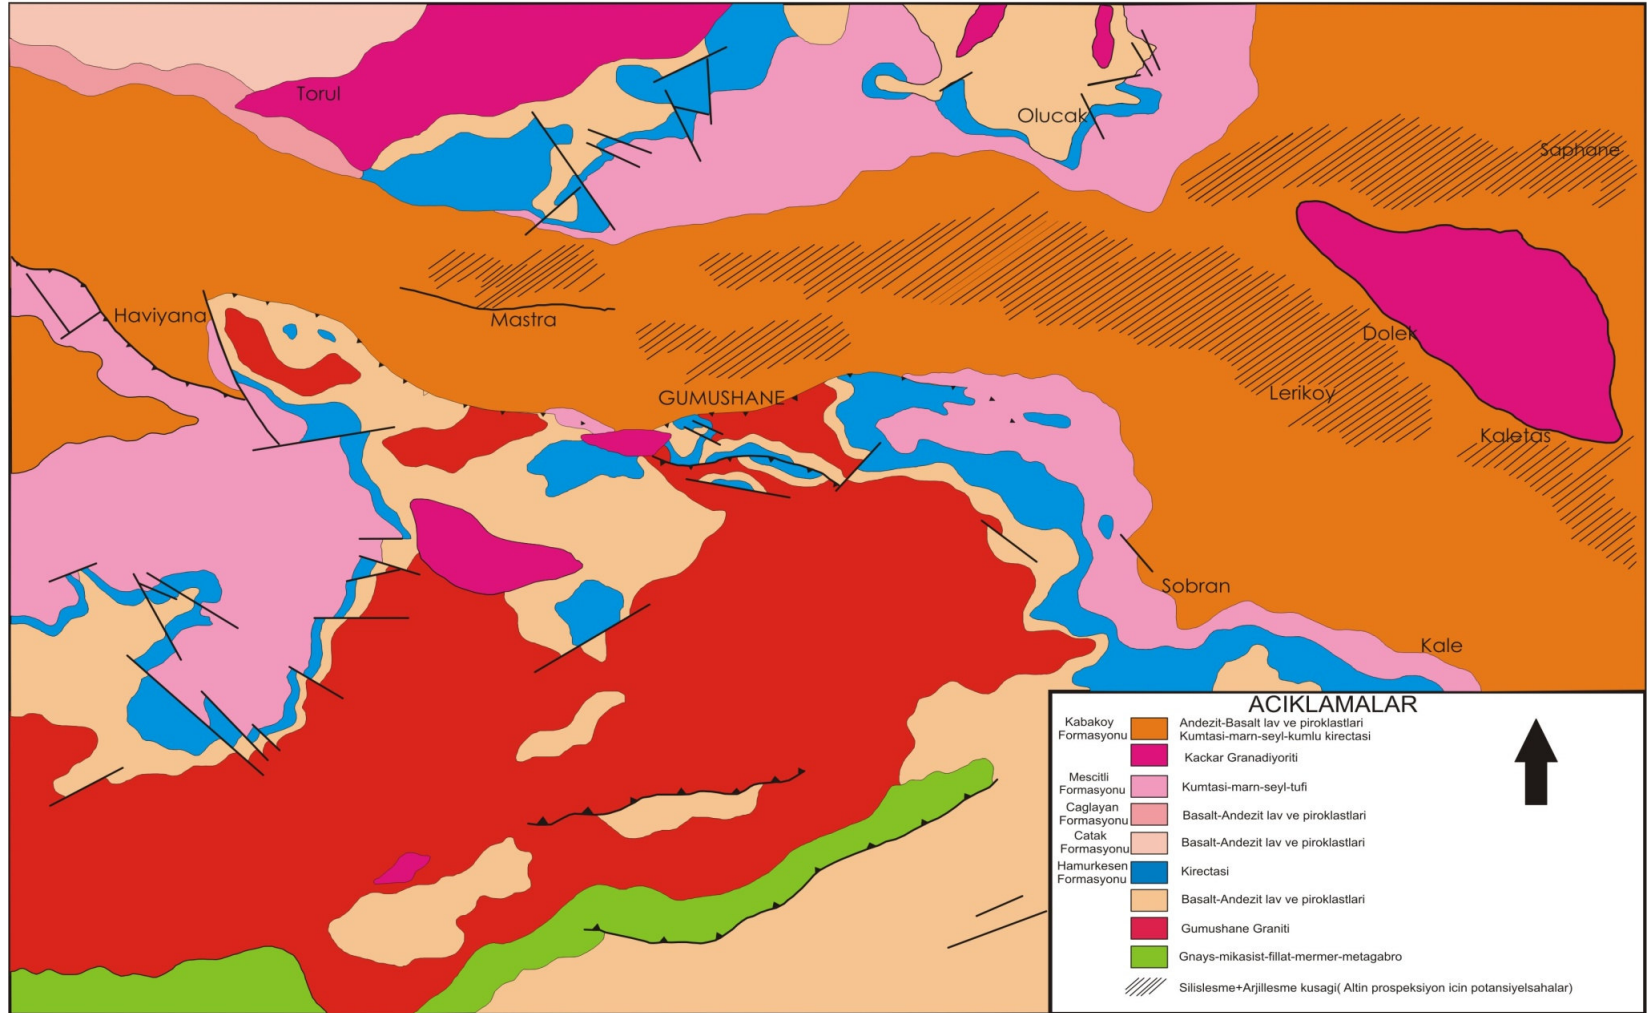 Torul
Olucak
Saphane
Haviyana
Mastra
Dolek
GUMUSHANE
Lerikoy
Kaletas
Sobran
Kale
ACIKLAMALAR
Kabakoy
Formasyonu
Andezit-Basalt lav ve piroklastlari
Kumtasi-marn-seyl-kumlu kirectasi
Kackar Granadiyoriti
Mescitli
Formasyonu
Kumtasi-marn-seyl-tufi
Caglayan
Formasyonu
Basalt-Andezit lav ve piroklastlari
Catak
Formasyonu
Basalt-Andezit lav ve piroklastlari
Hamurkesen
Formasyonu
Kirectasi
Basalt-Andezit lav ve piroklastlari
Gumushane Graniti
Gnays-mikasist-fillat-mermer-metagabro
Silislesme+Arjillesme kusagi( Altin prospeksiyon icin potansiyelsahalar)